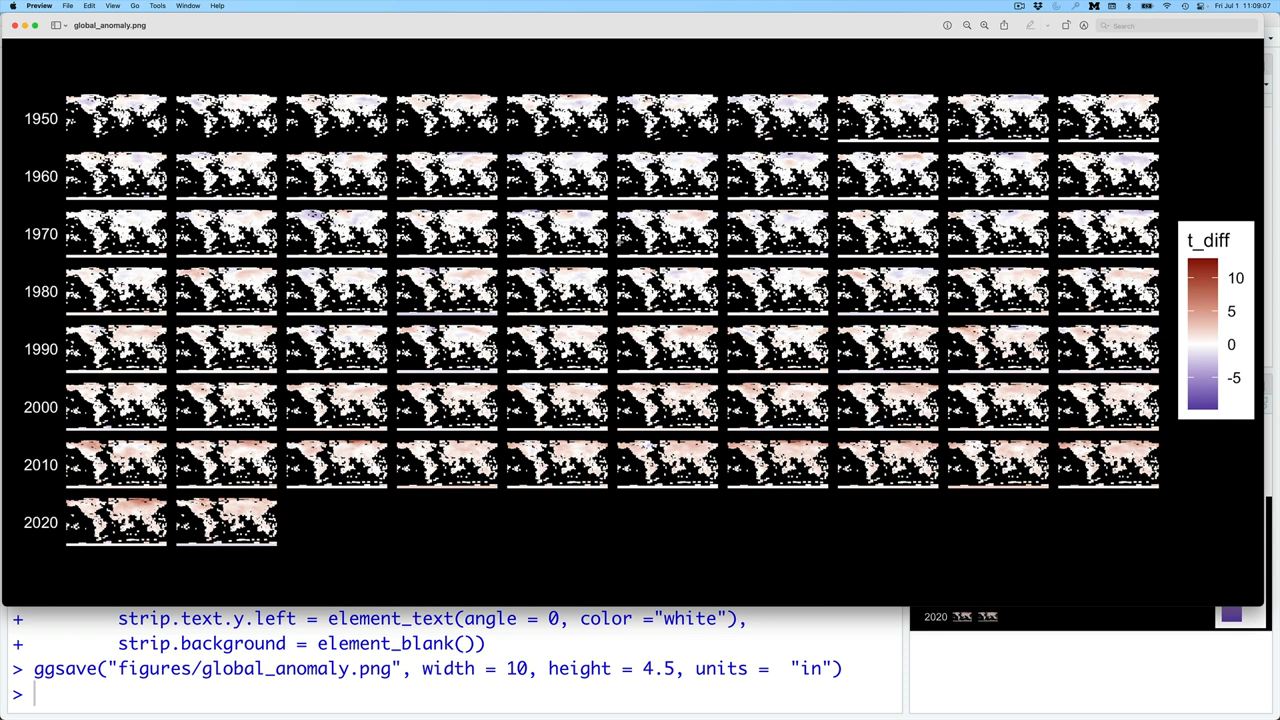 Preview File Edit View Go Tools Window Help Fri Jul 1 11:09:07
global_anomaly.png
Search
1950
1960
1970
1980
1990
2000
2010
2020
t_diff
10
5
0
-5
+ strip.text.y.left = element_text(angle = 0, color ="white"),
+ strip.background = element_blank())
> ggsave("figures/global_anomaly.png", width = 10, height = 4.5, units = "in")
>
2020